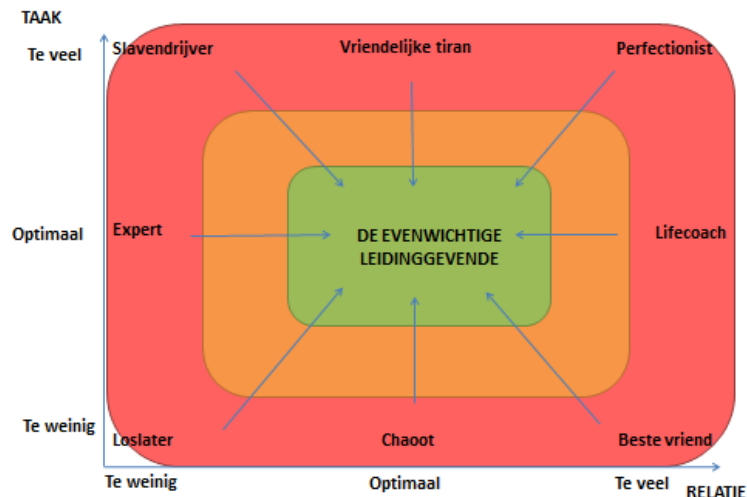 TAAK
Te veel
Slavendrijver
Vriendelijke tiran
Perfectionist
Optimaal
Expert
DE EVENWICHTIGE
LEIDINGGEVENDE
Lifecoach
Te weinig
Loslater
Chaoot
Beste vriend
Te weinig
Optimaal
Te veel
RELATIE